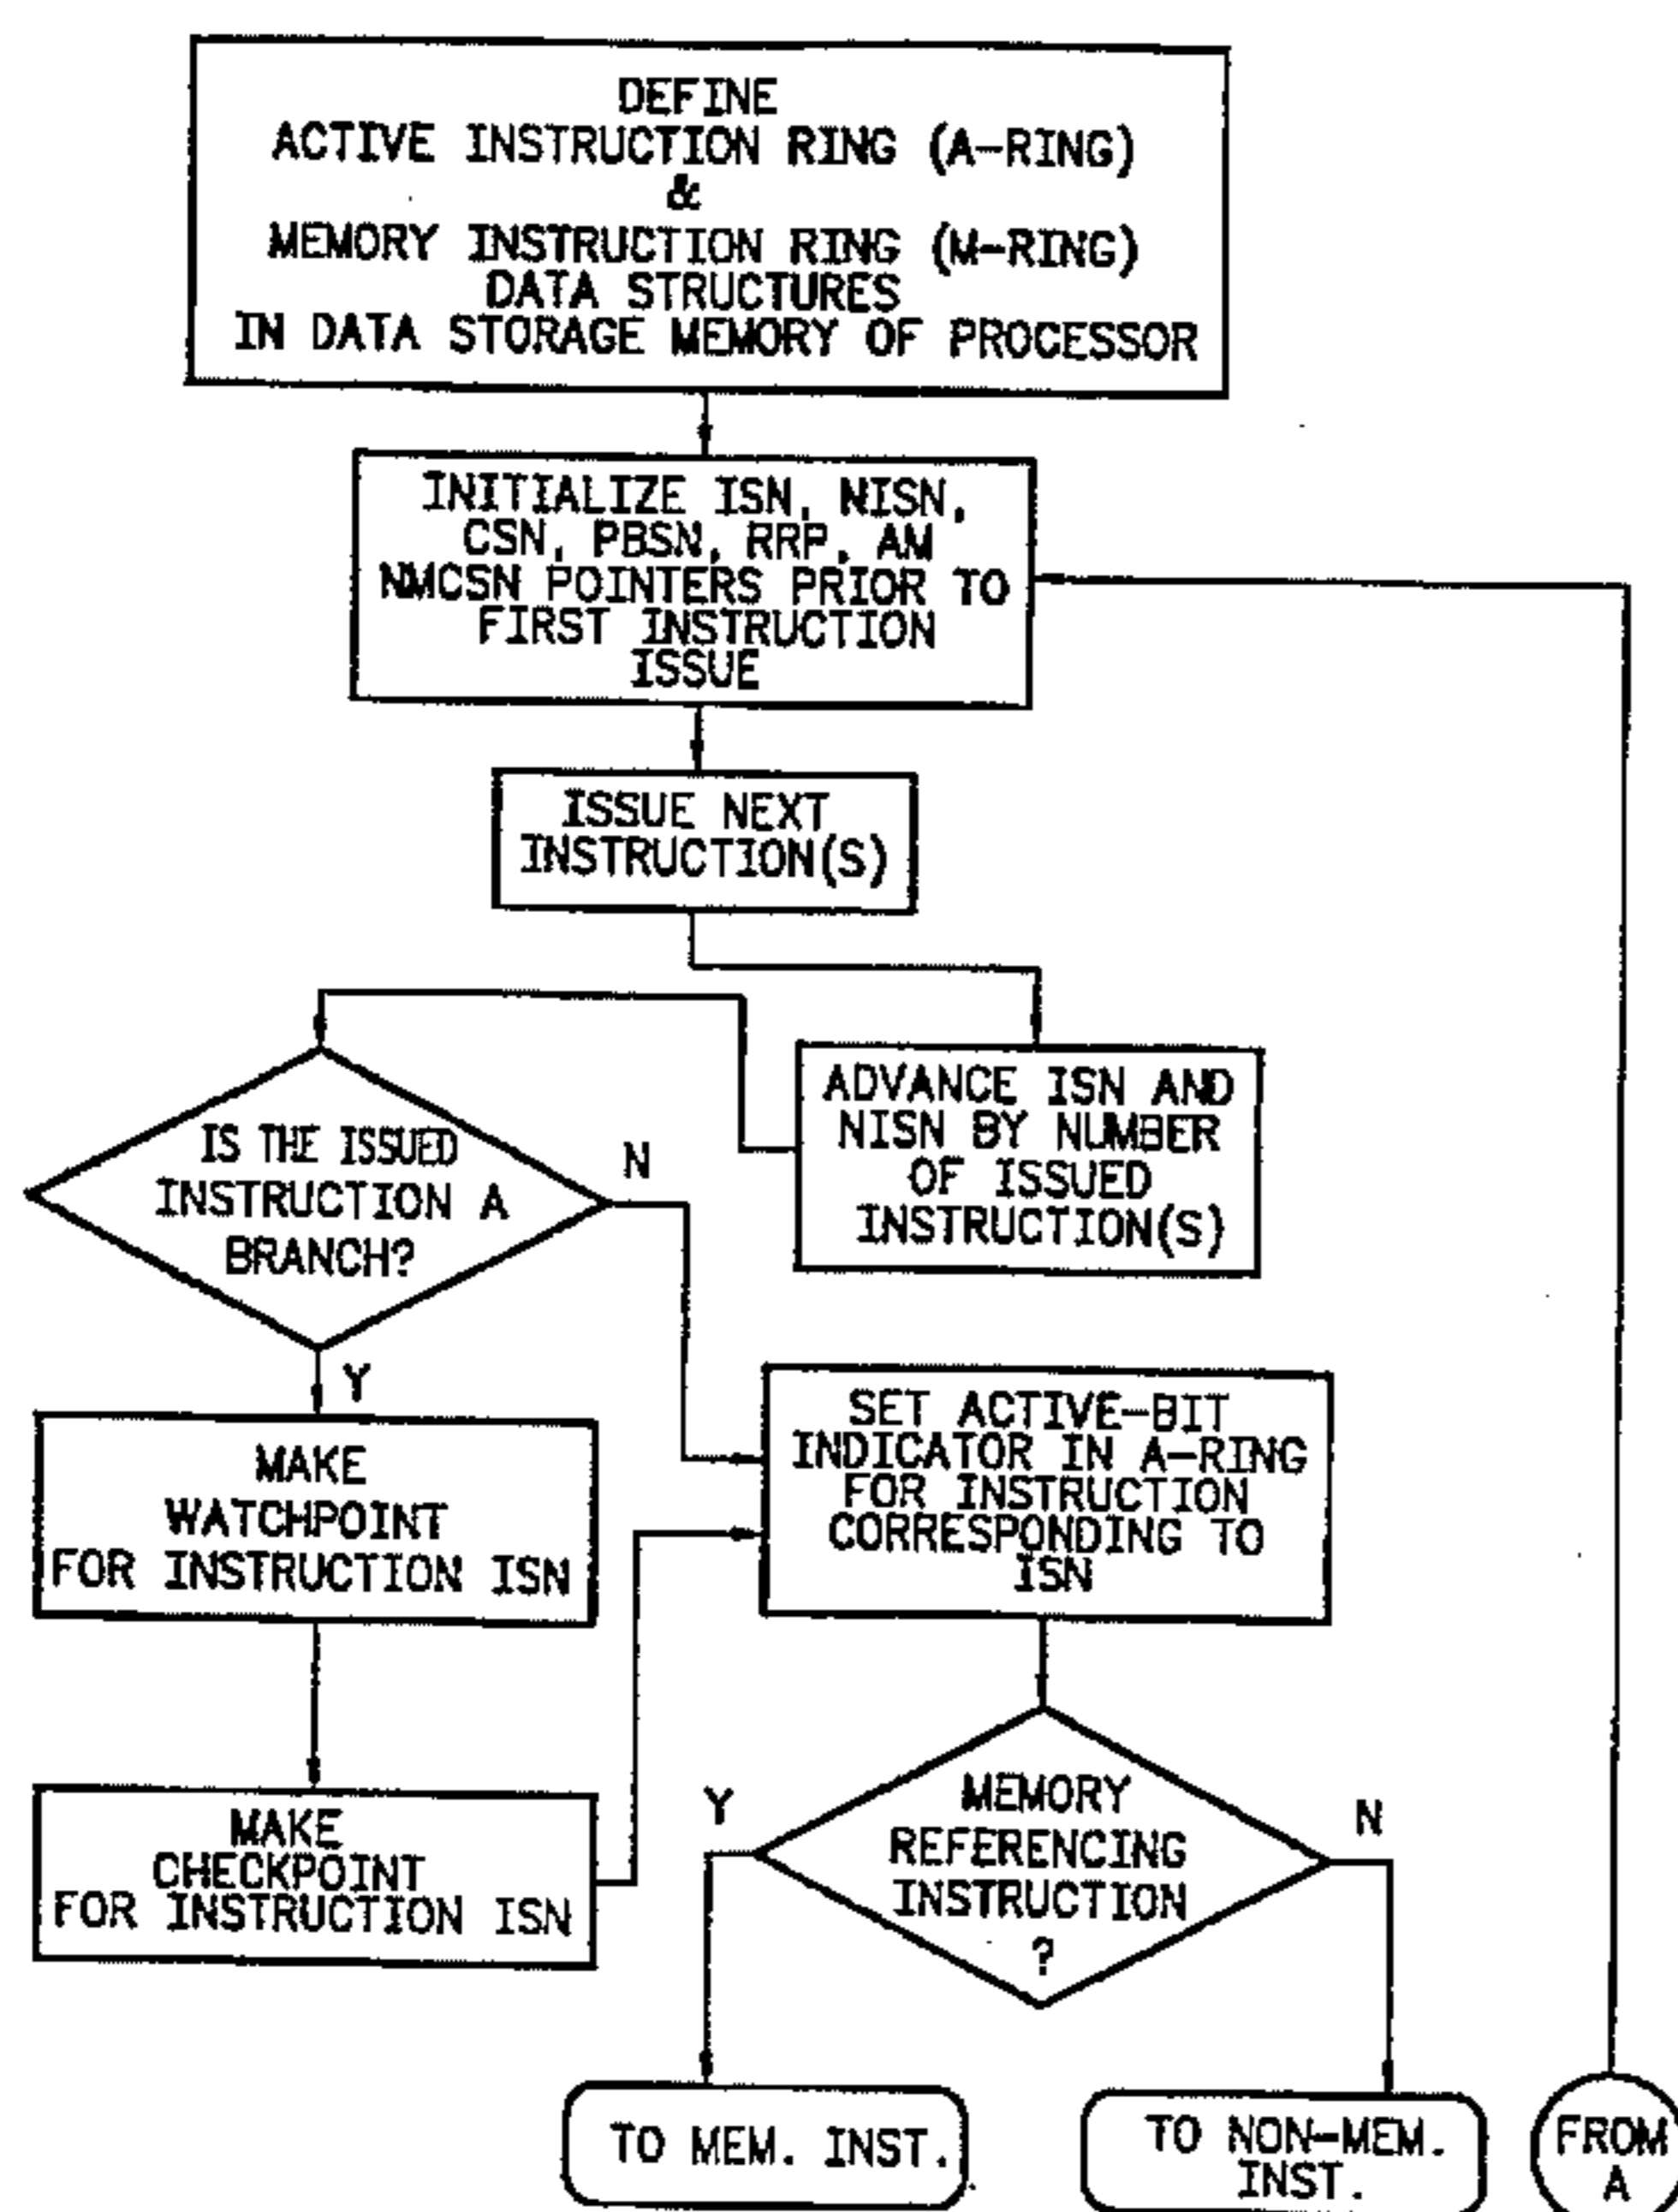 DEFINE
ACTIVE INSTRUCTION RING (A-RING)
&
MEMORY INSTRUCTION RING (M-RING)
DATA STRUCTURES
IN DATA STORAGE MEMORY OF PROCESSOR
INITIALIZE ISN, NISN,
CSN, PBSN, RRP, AM
NMCSN POINTERS PRIOR TO
FIRST INSTRUCTION
ISSUE
ISSUE NEXT
INSTRUCTION(S)
ADVANCE ISN AND
NISN BY NUMBER
OF ISSUED
INSTRUCTION(S)
IS THE ISSUED
INSTRUCTION A
BRANCH?
N
Y
MAKE
WATCHPOINT
FOR INSTRUCTION ISN
MAKE
CHECKPOINT
FOR INSTRUCTION ISN
SET ACTIVE-BIT
INDICATOR IN A-RING
FOR INSTRUCTION
CORRESPONDING TO
ISN
MEMORY
REFERENCING
INSTRUCTION
?
Y
N
TO MEM. INST.
TO NON-MEM.
INST.
FROM
A